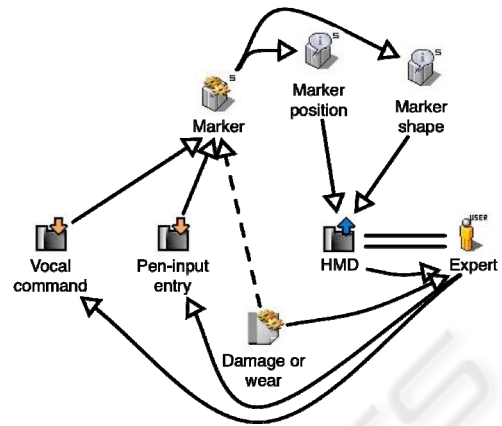 S
S
S
Marker
Marker
position
Marker
shape
USER
Vocal
command
Pen-input
entry
HMD
Expert
Damage or
wear